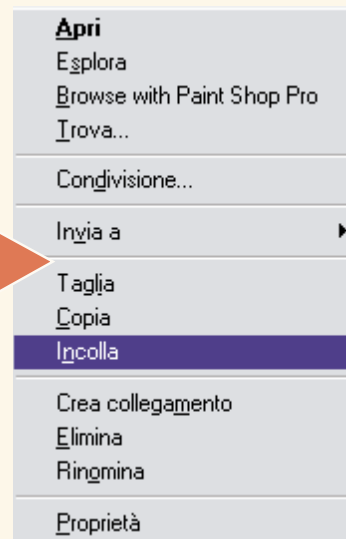 Apri
Esplora
Browse with Paint Shop Pro
Trova...
Condivisione...
Invia a
Taglia
Copia
Incolla
Crea collegamento
Elimina
Rinomina
Proprietà